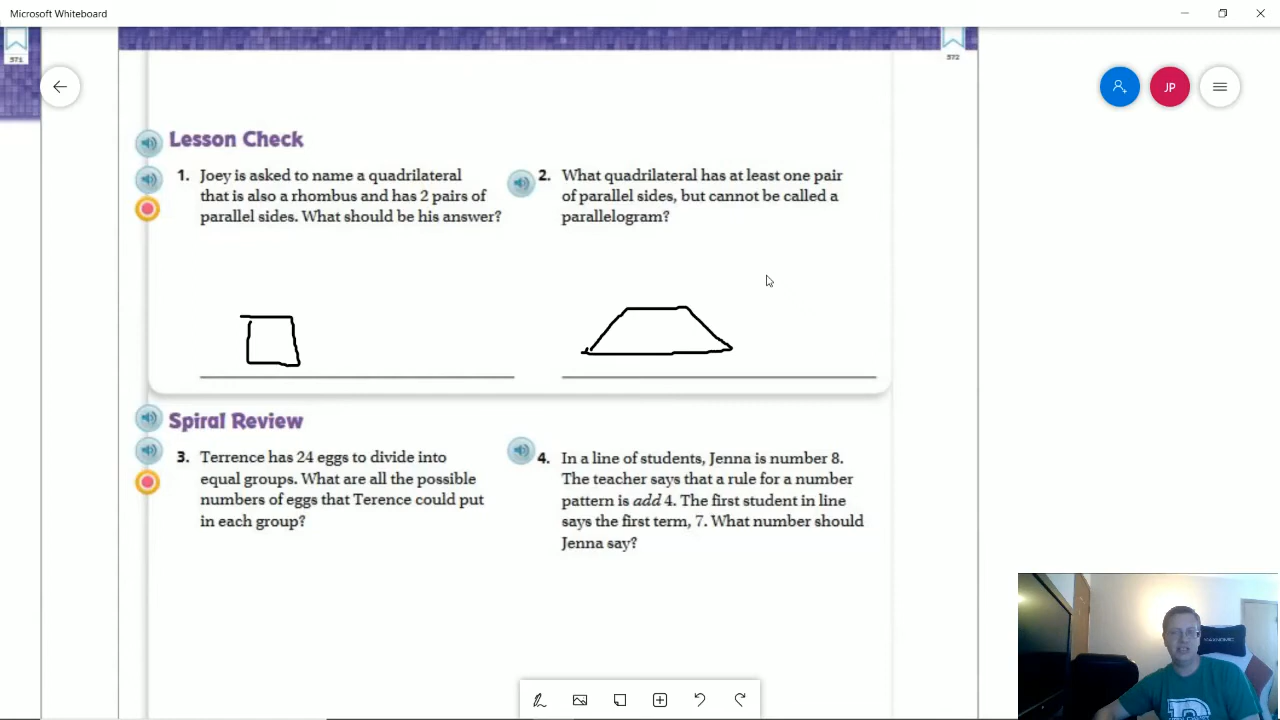 Microsoft Whiteboard
371
372
JP
Lesson Check
1. Joey is asked to name a quadrilateral
that is also a rhombus and has 2 pairs of
parallel sides. What should be his answer?
2. What quadrilateral has at least one pair
of parallel sides, but cannot be called a
parallelogram?
Spiral Review
3. Terrence has 24 eggs to divide into
equal groups. What are all the possible
numbers of eggs that Terence could put
in each group?
4. In a line of students, Jenna is number 8.
The teacher says that a rule for a number
pattern is add 4. The first student in line
says the first term, 7. What number should
Jenna say?